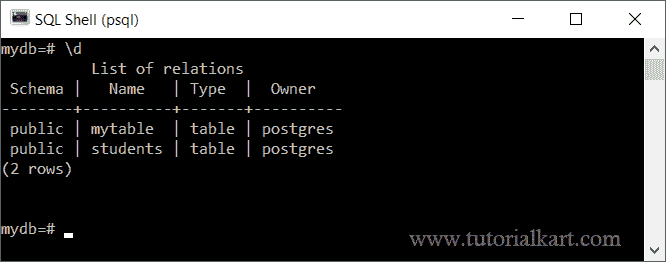 SQL Shell (psql)
mydb=# \d
List of relations
Schema | Name | Type | Owner
--------+----------+-------+----------
public | mytable | table | postgres
public | students | table | postgres
(2 rows)
mydb=#
www.tutorialkart.com